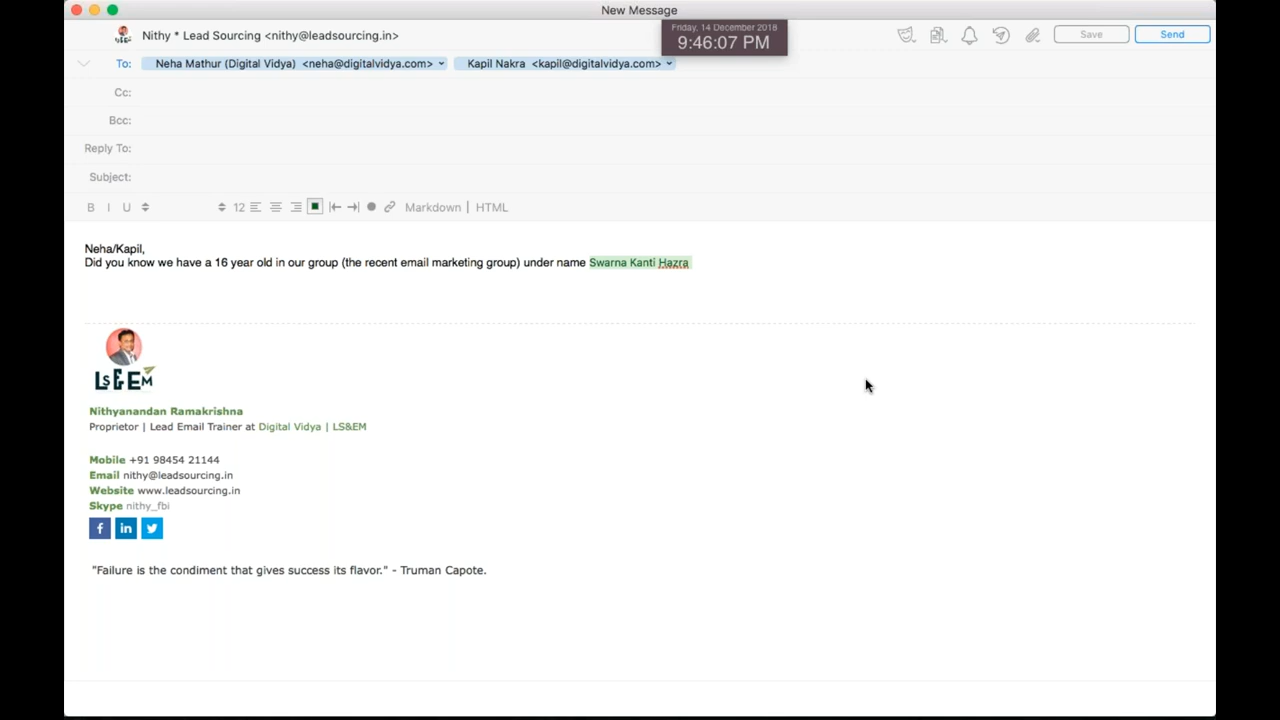 New Message
Nithy * Lead Sourcing <nithy@leadsourcing.in>
Friday, 14 December 2018
9:46:07 PM
Save
Send
To: Neha Mathur (Digital Vidya) <neha@digitalvidya.com> Kapil Nakra <kapil@digitalvidya.com>
Cc:
Bcc:
Reply To:
Subject:
B I U 12 Markdown | HTML
Neha/Kapil,
Did you know we have a 16 year old in our group (the recent email marketing group) under name Swarna Kanti Hazra
LS&EM
Nithyanandan Ramakrishna
Proprietor | Lead Email Trainer at Digital Vidya | LS&EM
Mobile +91 98454 21144
Email nithy@leadsourcing.in
Website www.leadsourcing.in
Skype nithy_fbi
f in
"Failure is the condiment that gives success its flavor." - Truman Capote.